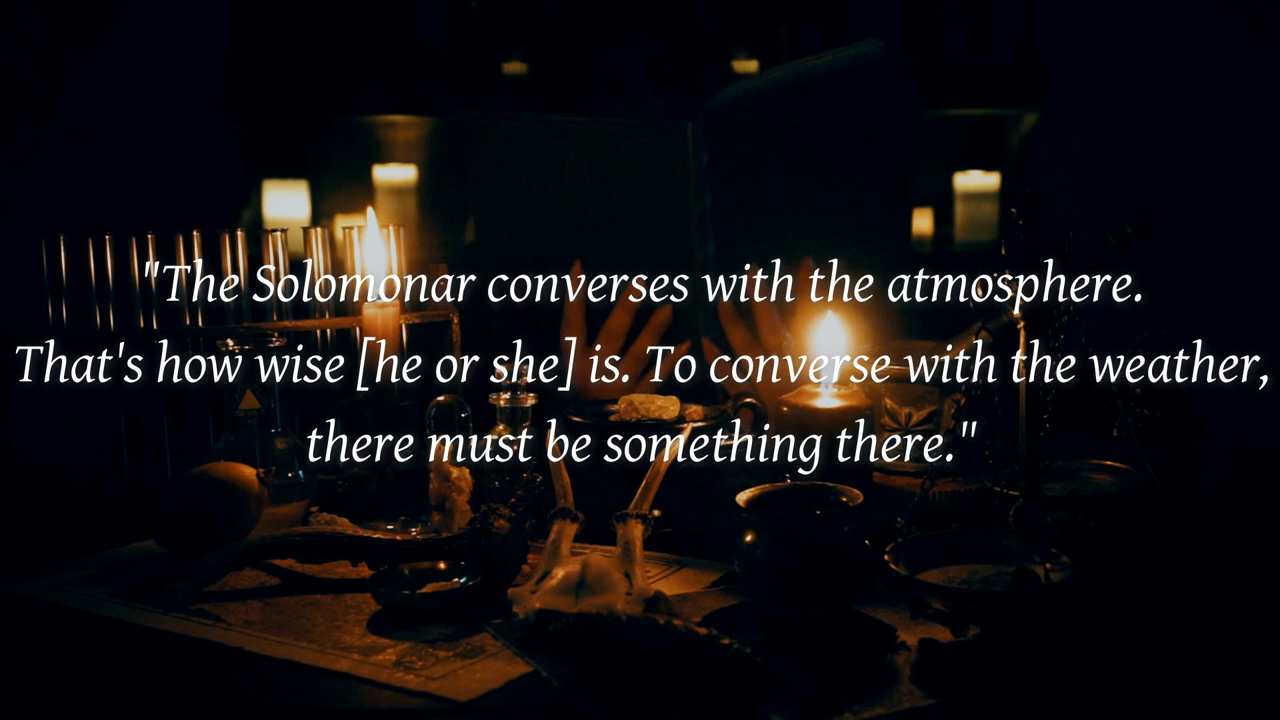 "The Solomonar converses with the atmosphere.
That's how wise [he or she] is. To converse with the weather,
there must be something there."